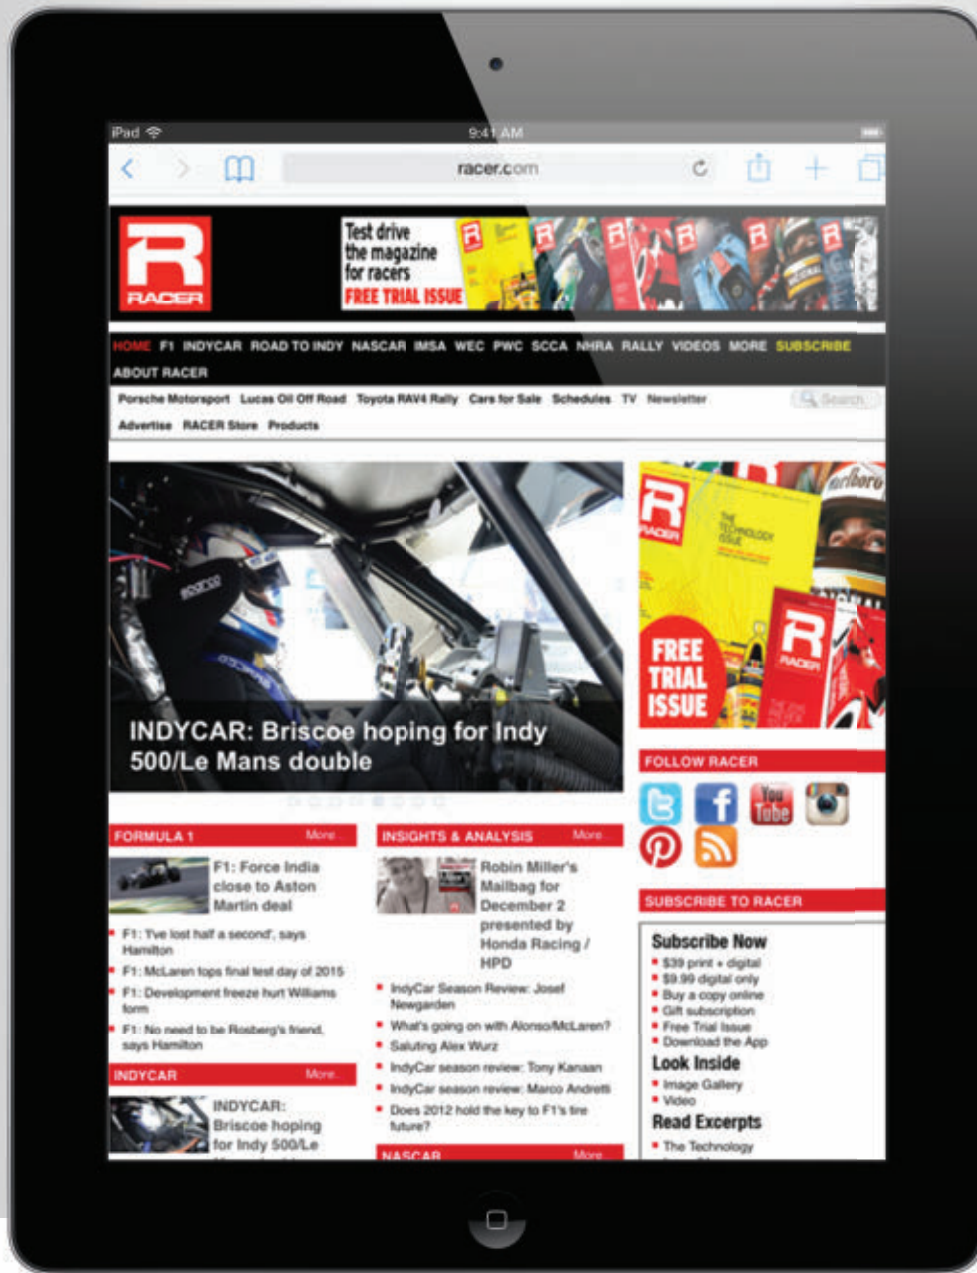 iPad
9:41 AM
racer.com
R
RACER
Test drive
the magazine
for racers
FREE TRIAL ISSUE
HOME F1 INDYCAR ROAD TO INDY NASCAR IMSA WEC PWC SCCA NHRA RALLY VIDEOS MORE SUBSCRIBE
ABOUT RACER
Porsche Motorsport Lucas Oil Off Road Toyota RAV4 Rally Cars for Sale Schedules TV Newsletter
Search
Advertise RACER Store Products
sparco
INDYCAR: Briscoe hoping for Indy
500/Le Mans double
Marlboro
R
RACER
THE
TECHNOLOGY
ISSUE
R
RACER
FREE
TRIAL
ISSUE
FOLLOW RACER
You
Tube
FORMULA 1 More...
F1: Force India
close to Aston
Martin deal
F1: 'I've lost half a second', says
Hamilton
F1: McLaren tops final test day of 2015
F1: Development freeze hurt Williams
form
F1: No need to be Rosberg's friend,
says Hamilton
INDYCAR More...
INDYCAR:
Briscoe hoping
for Indy 500/Le
INSIGHTS & ANALYSIS More...
Robin Miller's
Mailbag for
December 2
presented by
Honda Racing /
HPD
IndyCar Season Review: Josef
Newgarden
What's going on with Alonso/McLaren?
Saluting Alex Wurz
IndyCar season review: Tony Kanaan
IndyCar season review: Marco Andretti
Does 2012 hold the key to F1's tire
future?
NASCAR More...
SUBSCRIBE TO RACER
Subscribe Now
$39 print + digital
$9.99 digital only
Buy a copy online
Gift subscription
Free Trial Issue
Download the App
Look Inside
Image Gallery
Video
Read Excerpts
The Technology